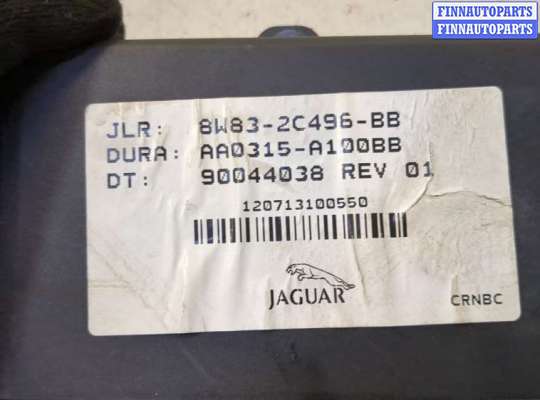 FINNAUTOPARTS
FINNAUTOPARTS
JLR: 8W83-2C496-BB
DURA: AA0315-A100BB
DT: 90044038 REV 01
120713100550
JAGUAR
CRNBC